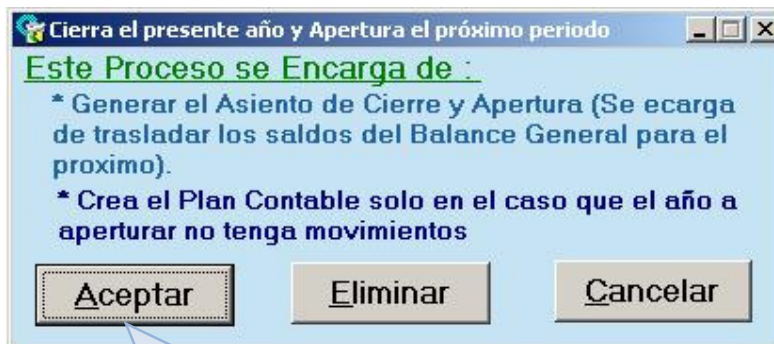 Cierra el presente año y Apertura el próximo periodo
Este Proceso se Encarga de :
* Generar el Asiento de Cierre y Apertura (Se ecarga
de trasladar los saldos del Balance General para el
proximo).
* Crea el Plan Contable solo en el caso que el año a
aperturar no tenga movimientos
Aceptar Eliminar Cancelar